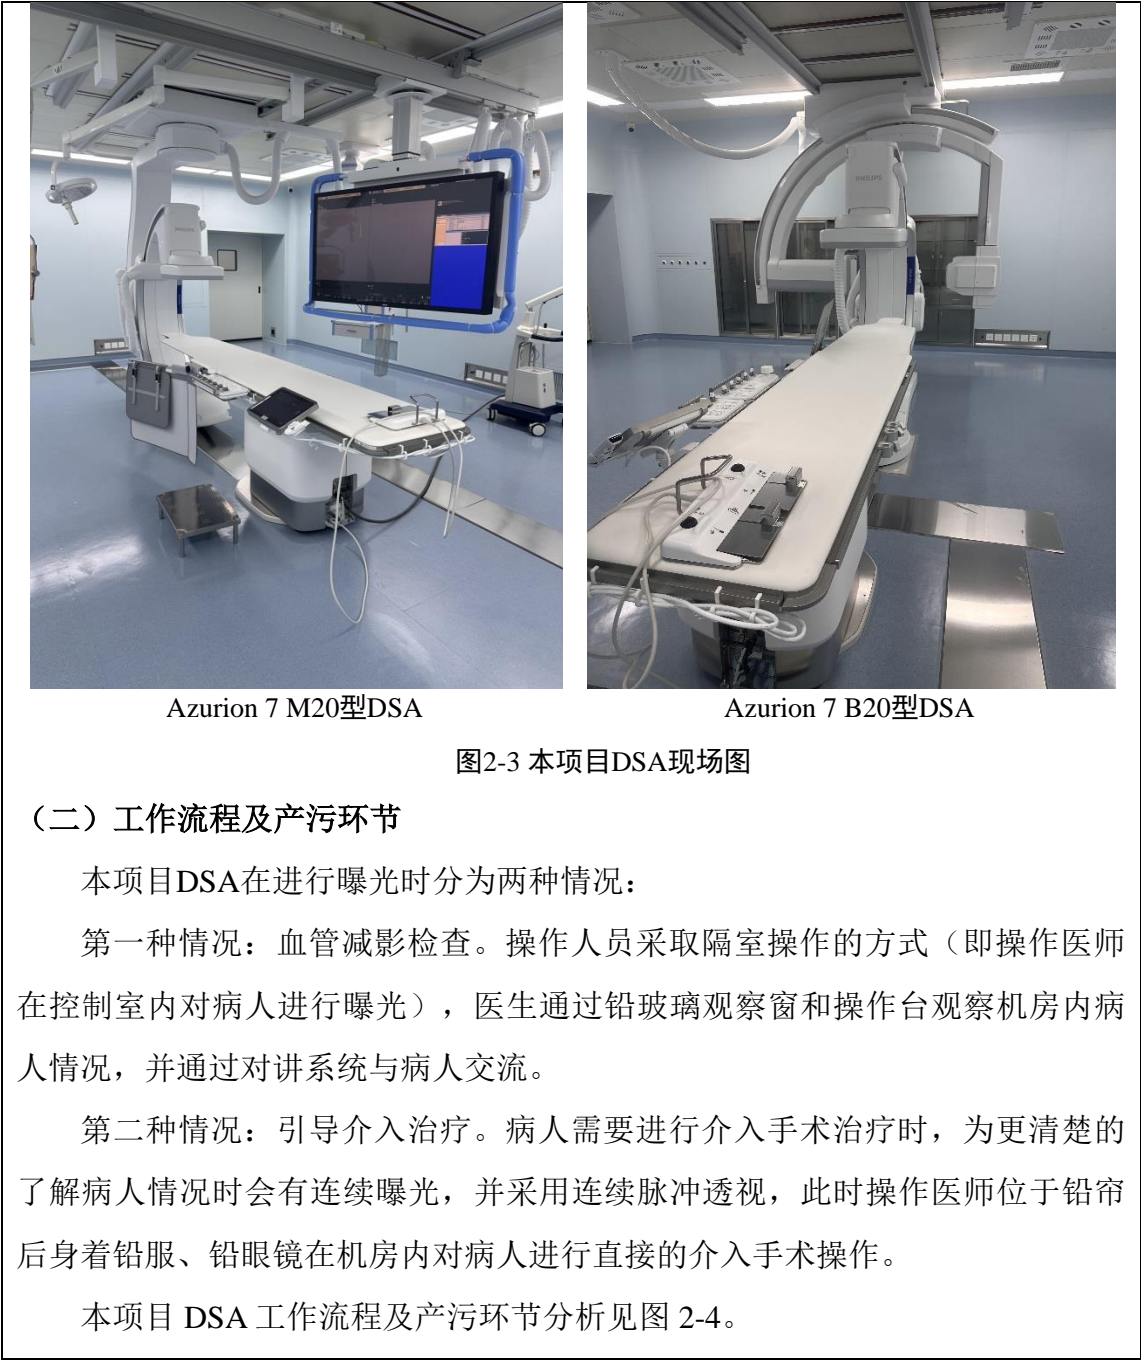 PHILIPS
PHILIPS
Azurion 7 M20型DSA
Azurion 7 B20型DSA
图2-3 本项目DSA现场图
（二）工作流程及产污环节
本项目DSA在进行曝光时分为两种情况：
第一种情况：血管减影检查。操作人员采取隔室操作的方式（即操作医师
在控制室内对病人进行曝光），医生通过铅玻璃观察窗和操作台观察机房内病
人情况，并通过对讲系统与病人交流。
第二种情况：引导介入治疗。病人需要进行介入手术治疗时，为更清楚的
了解病人情况时会有连续曝光，并采用连续脉冲透视，此时操作医师位于铅帘
后身着铅服、铅眼镜在机房内对病人进行直接的介入手术操作。
本项目 DSA 工作流程及产污环节分析见图 2-4。